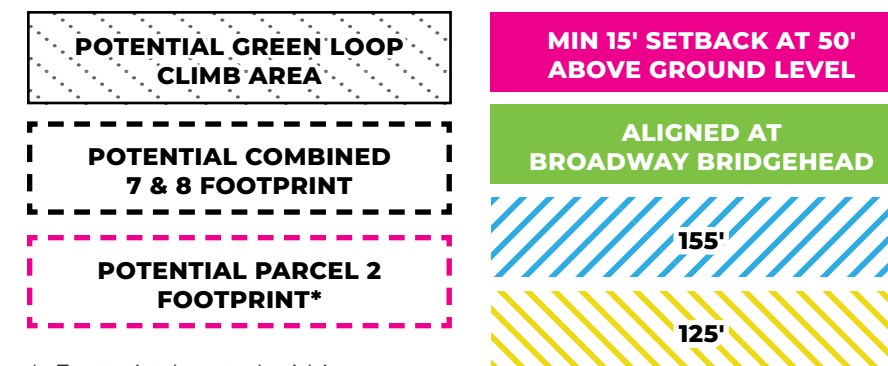 POTENTIAL GREEN LOOP
CLIMB AREA
POTENTIAL COMBINED
7 & 8 FOOTPRINT
POTENTIAL PARCEL 2
FOOTPRINT*
MIN 15' SETBACK AT 50'
ABOVE GROUND LEVEL
ALIGNED AT
BROADWAY BRIDGEHEAD
155'
125'